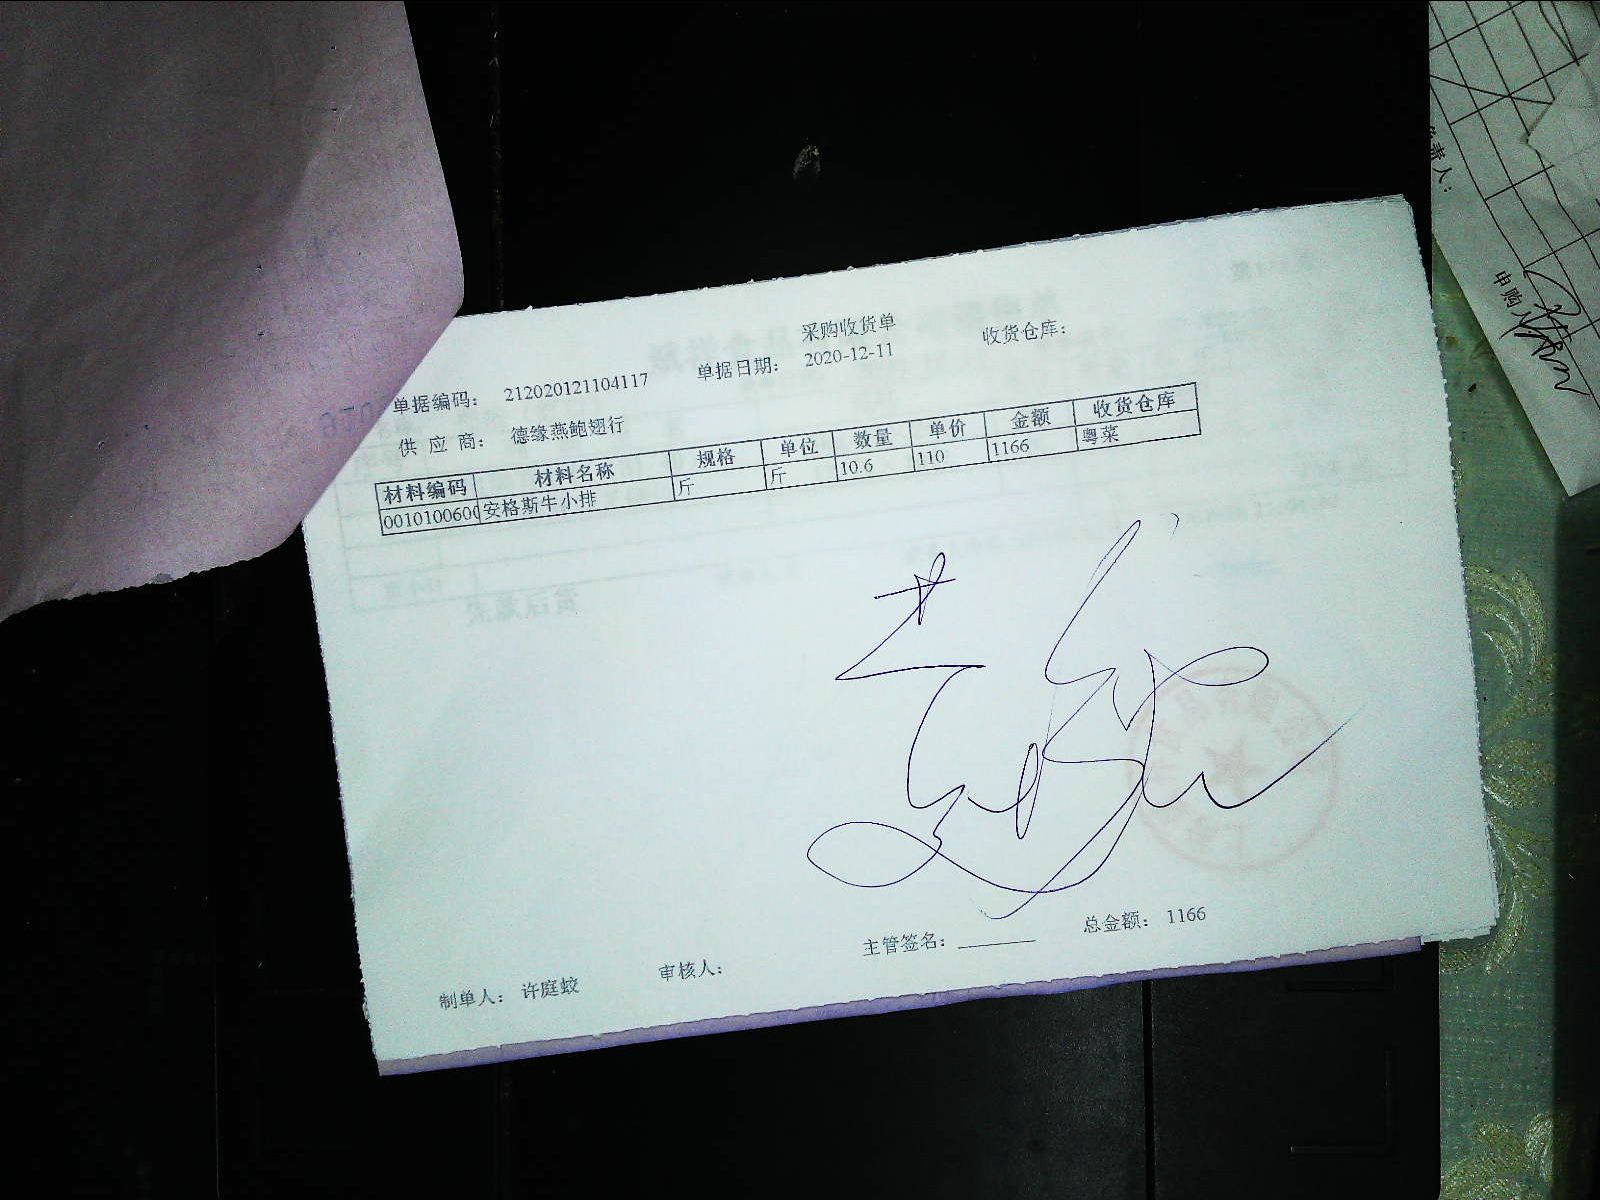 采购收货单
单据编码： 212020121104117 单据日期： 2020-12-11 收货仓库：
供 应 商： 德缘燕鲍翅行
材料编码 材料名称 规格 单位 数量 单价 金额 收货仓库
0010100600 安格斯牛小排 斤 斤 10.6 110 1166 粤菜
制单人： 许庭蛟 审核人： 主管签名： 总金额： 1166
责人：
申购